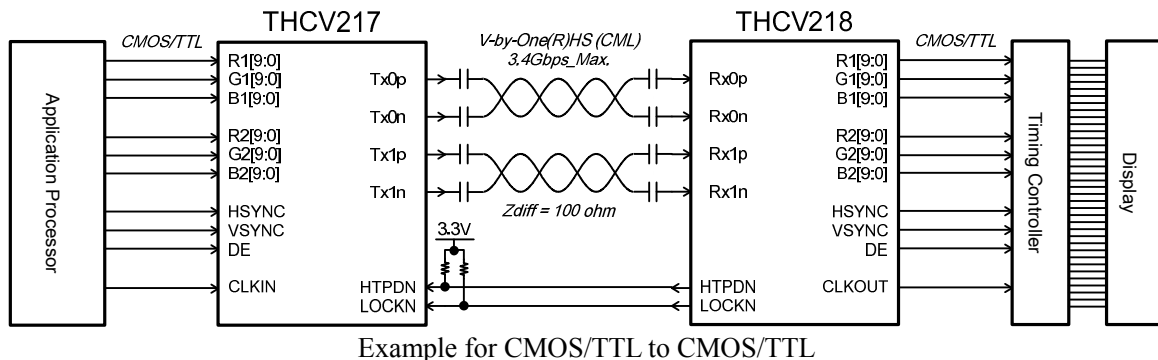 THCV217
THCV218
CMOS/TTL
V-by-One(R)HS (CML)
3.4Gbps_Max.
CMOS/TTL
Application Processor
R1[9:0]
G1[9:0]
B1[9:0]
R2[9:0]
G2[9:0]
B2[9:0]
HSYNC
VSYNC
DE
CLKIN
Tx0p
Tx0n
Tx1p
Tx1n
HTPDN
LOCKN
Zdiff = 100 ohm
3.3V
Rx0p
Rx0n
Rx1p
Rx1n
HTPDN
LOCKN
R1[9:0]
G1[9:0]
B1[9:0]
R2[9:0]
G2[9:0]
B2[9:0]
HSYNC
VSYNC
DE
CLKOUT
Timing Controller
Display
Example for CMOS/TTL to CMOS/TTL